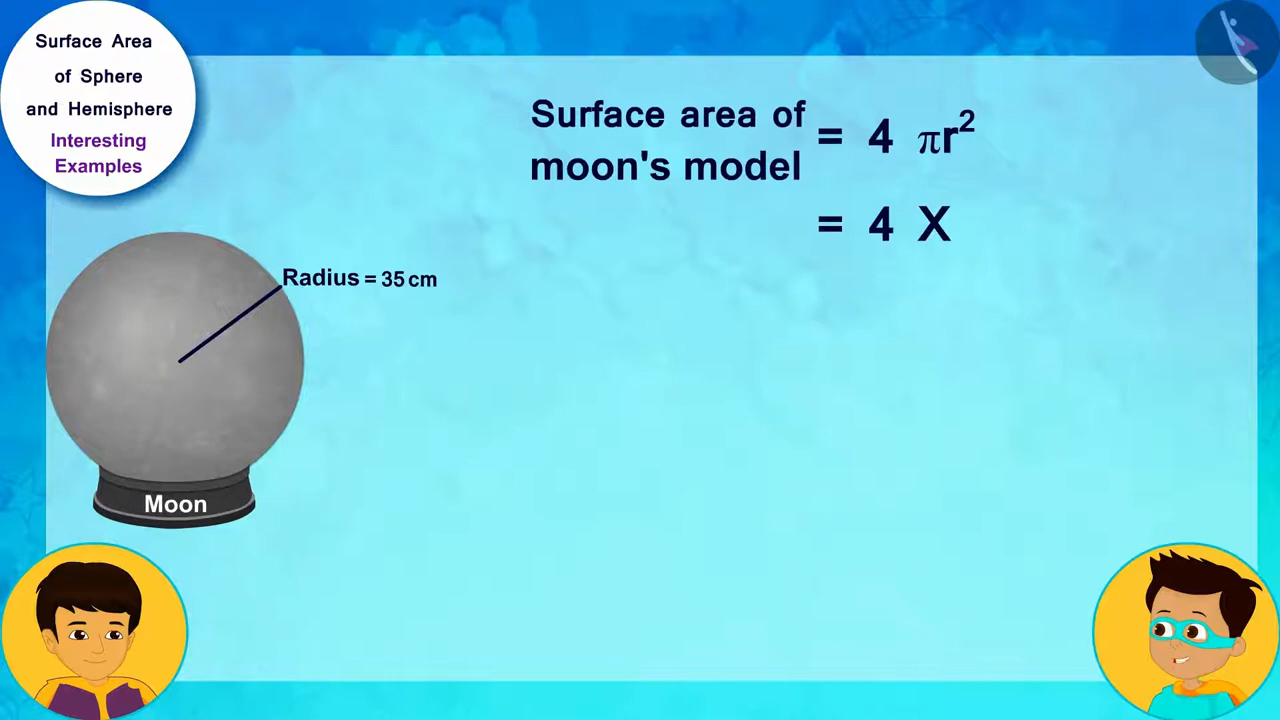 Surface Area
of Sphere
and Hemisphere
Interesting
Examples
Surface area of
moon's model
= 4 πr²
= 4 X
Radius = 35 cm
Moon